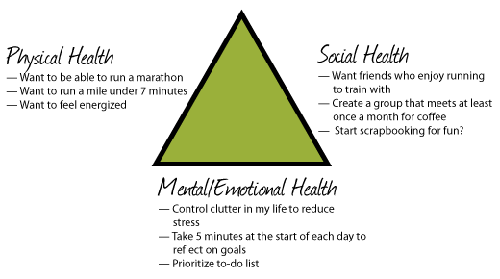 Physical Health
— Want to be able to run a marathon
— Want to run a mile under 7 minutes
— Want to feel energized
Social Health
— Want friends who enjoy running
to train with
— Create a group that meets at least
once a month for coffee
— Start scrapbooking for fun?
Mental/Emotional Health
— Control clutter in my life to reduce
stress
— Take 5 minutes at the start of each day to
reflect on goals
— Prioritize to-do list